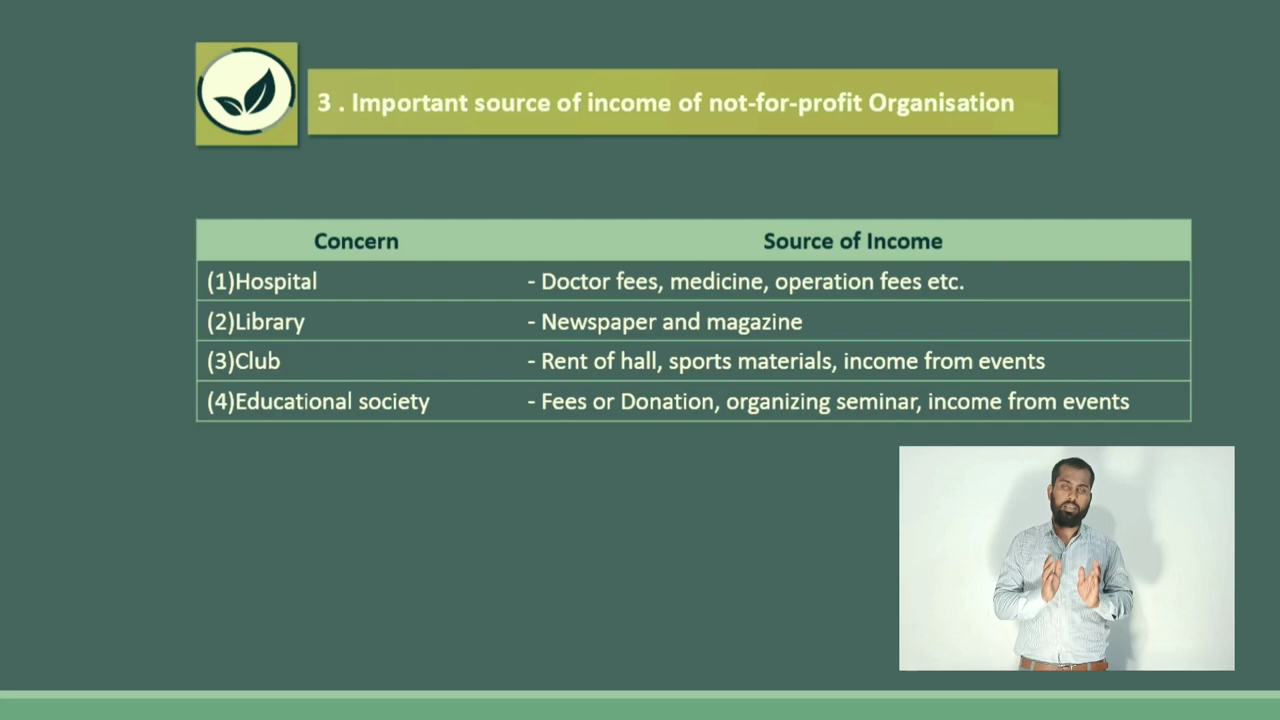 3 . Important source of income of not-for-profit Organisation
Concern Source of Income
(1)Hospital - Doctor fees, medicine, operation fees etc.
(2)Library - Newspaper and magazine
(3)Club - Rent of hall, sports materials, income from events
(4)Educational society - Fees or Donation, organizing seminar, income from events